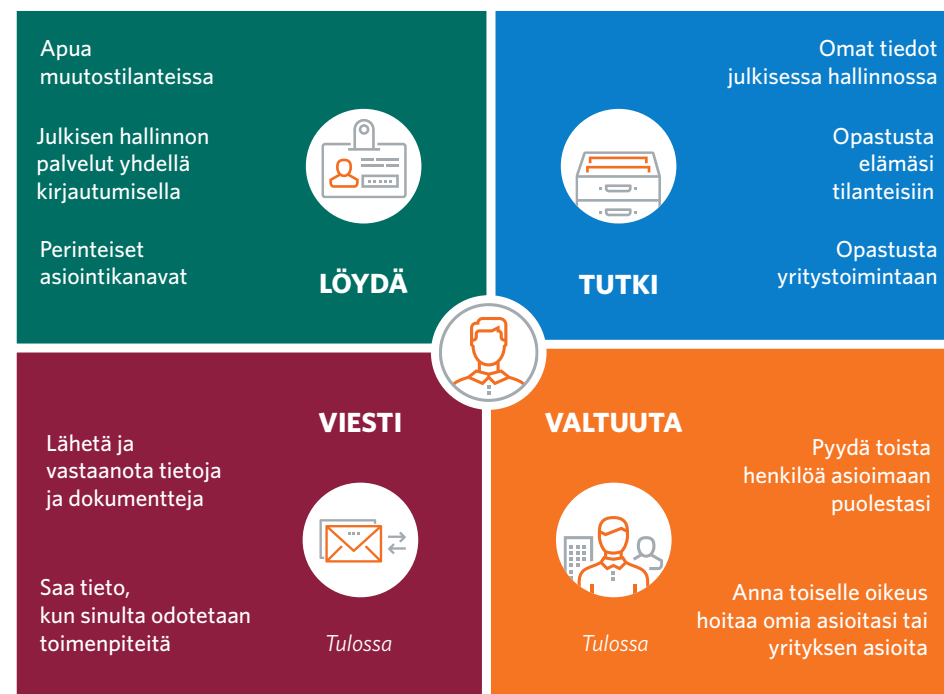 Apua
muutostilanteissa
Julkisen hallinnon
palvelut yhdellä
kirjautumisella
Perinteiset
asiointikanavat
LÖYDÄ
Omat tiedot
julkisessa hallinnossa
Opastusta
elämäsi
tilanteisiin
Opastusta
yritystoimintaan
TUTKI
VIESTI
Lähetä ja
vastaanota tietoja
ja dokumentteja
Saa tieto,
kun sinulta odotetaan
toimenpiteitä
Tulossa
VALTUUTA
Pyydä toista
henkilöä asioimaan
puolestasi
Anna toiselle oikeus
hoitaa omia asioitasi tai
yrityksen asioita
Tulossa